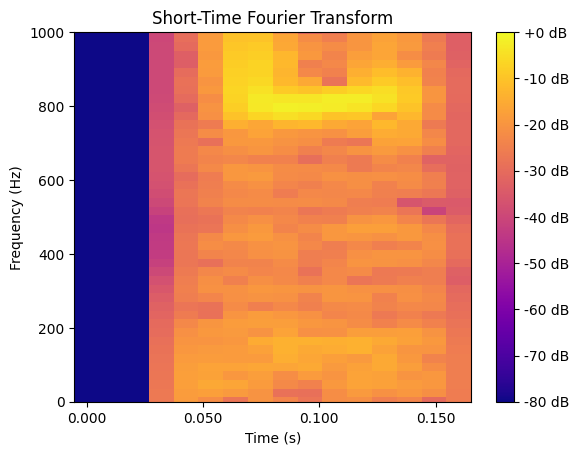 Short-Time Fourier Transform
1000
800
600
400
200
0
Frequency (Hz)
0.000
0.050
0.100
0.150
Time (s)
+0 dB
-10 dB
-20 dB
-30 dB
-40 dB
-50 dB
-60 dB
-70 dB
-80 dB